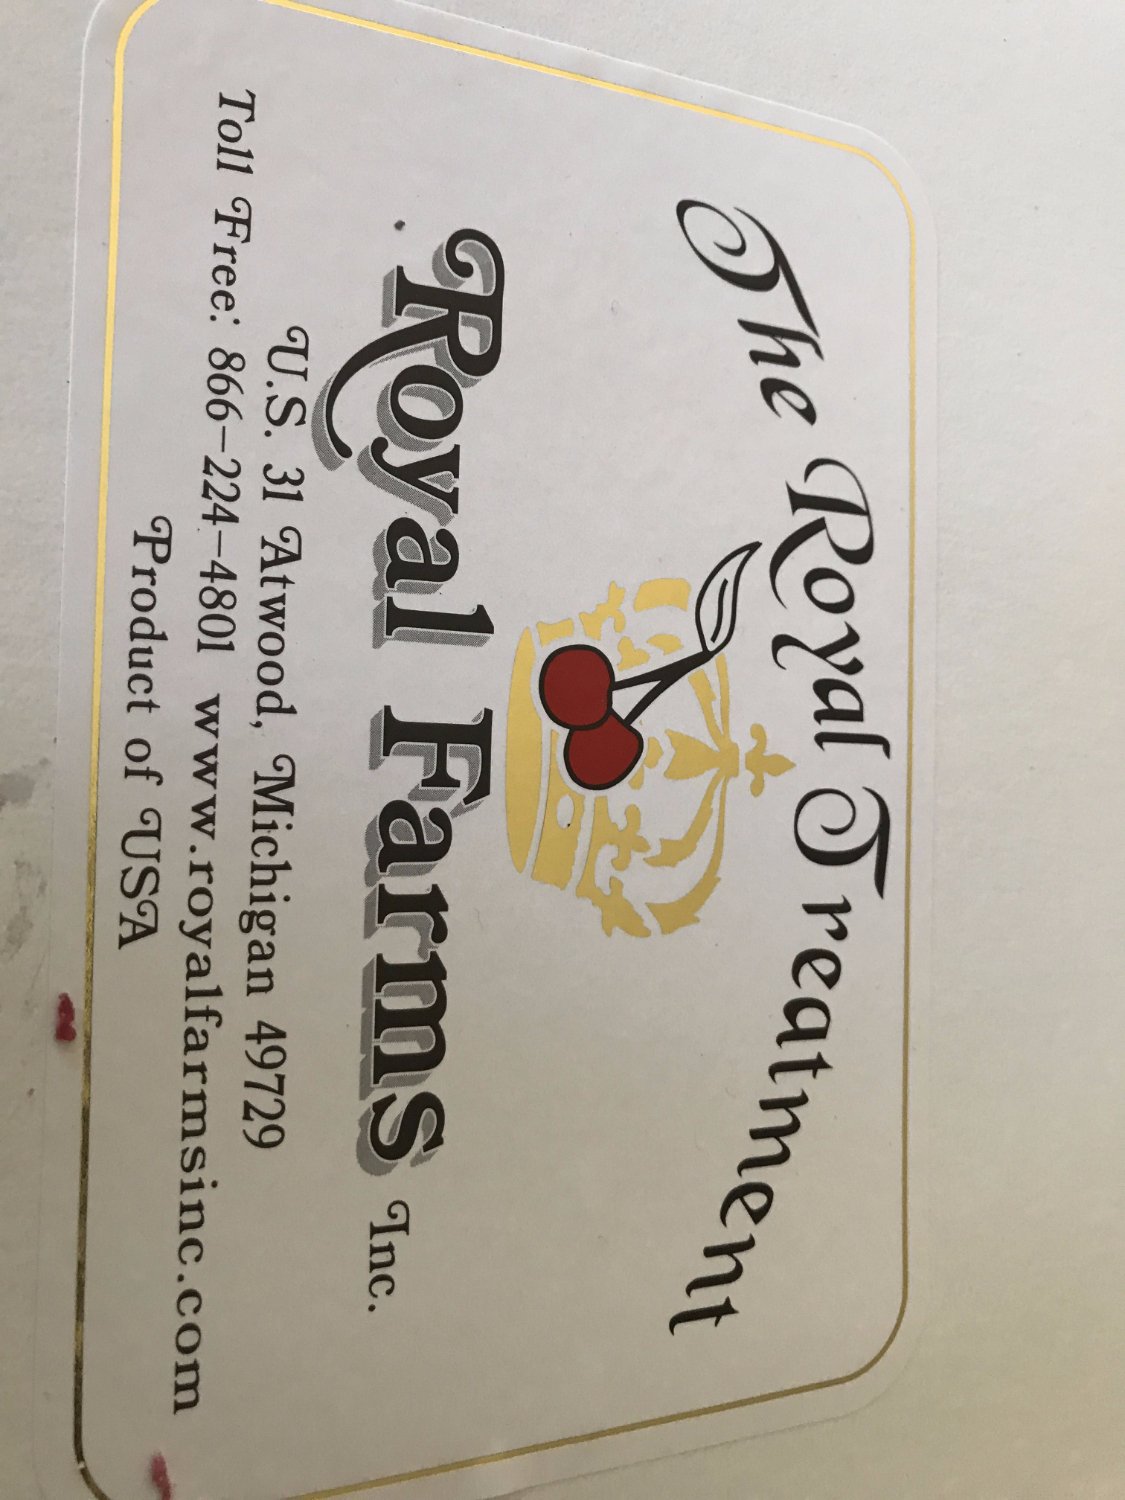 The Royal Treatment
Royal Farms Inc.
U.S. 31 Atwood, Michigan 49729
Toll Free: 866-224-4801 www.royalfarmsinc.com
Product of USA